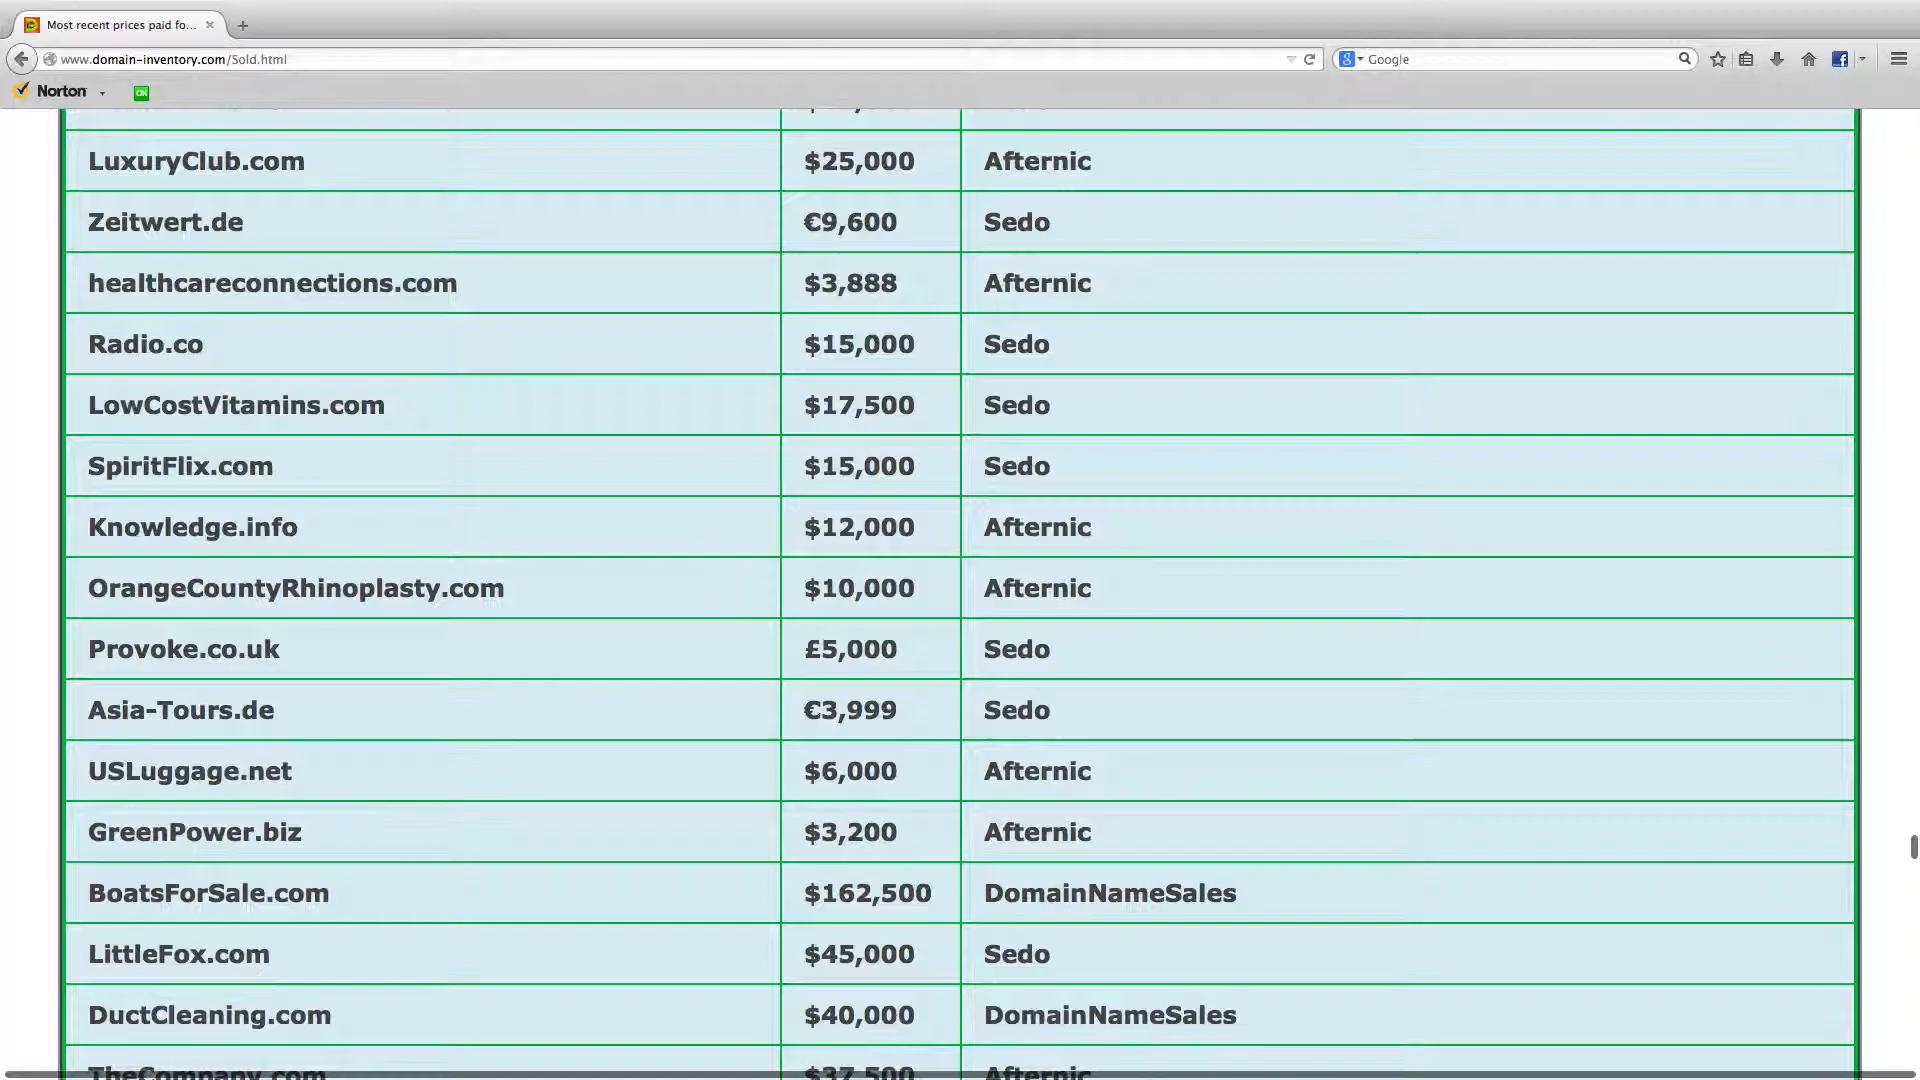 Most recent prices paid fo...
www.domain-inventory.com/Sold.html
Google
Norton
OK
LuxuryClub.com $25,000 Afternic
Zeitwert.de €9,600 Sedo
healthcareconnections.com $3,888 Afternic
Radio.co $15,000 Sedo
LowCostVitamins.com $17,500 Sedo
SpiritFlix.com $15,000 Sedo
Knowledge.info $12,000 Afternic
OrangeCountyRhinoplasty.com $10,000 Afternic
Provoke.co.uk £5,000 Sedo
Asia-Tours.de €3,999 Sedo
USLuggage.net $6,000 Afternic
GreenPower.biz $3,200 Afternic
BoatsForSale.com $162,500 DomainNameSales
LittleFox.com $45,000 Sedo
DuctCleaning.com $40,000 DomainNameSales
TheCompany.com $37,500 Afternic